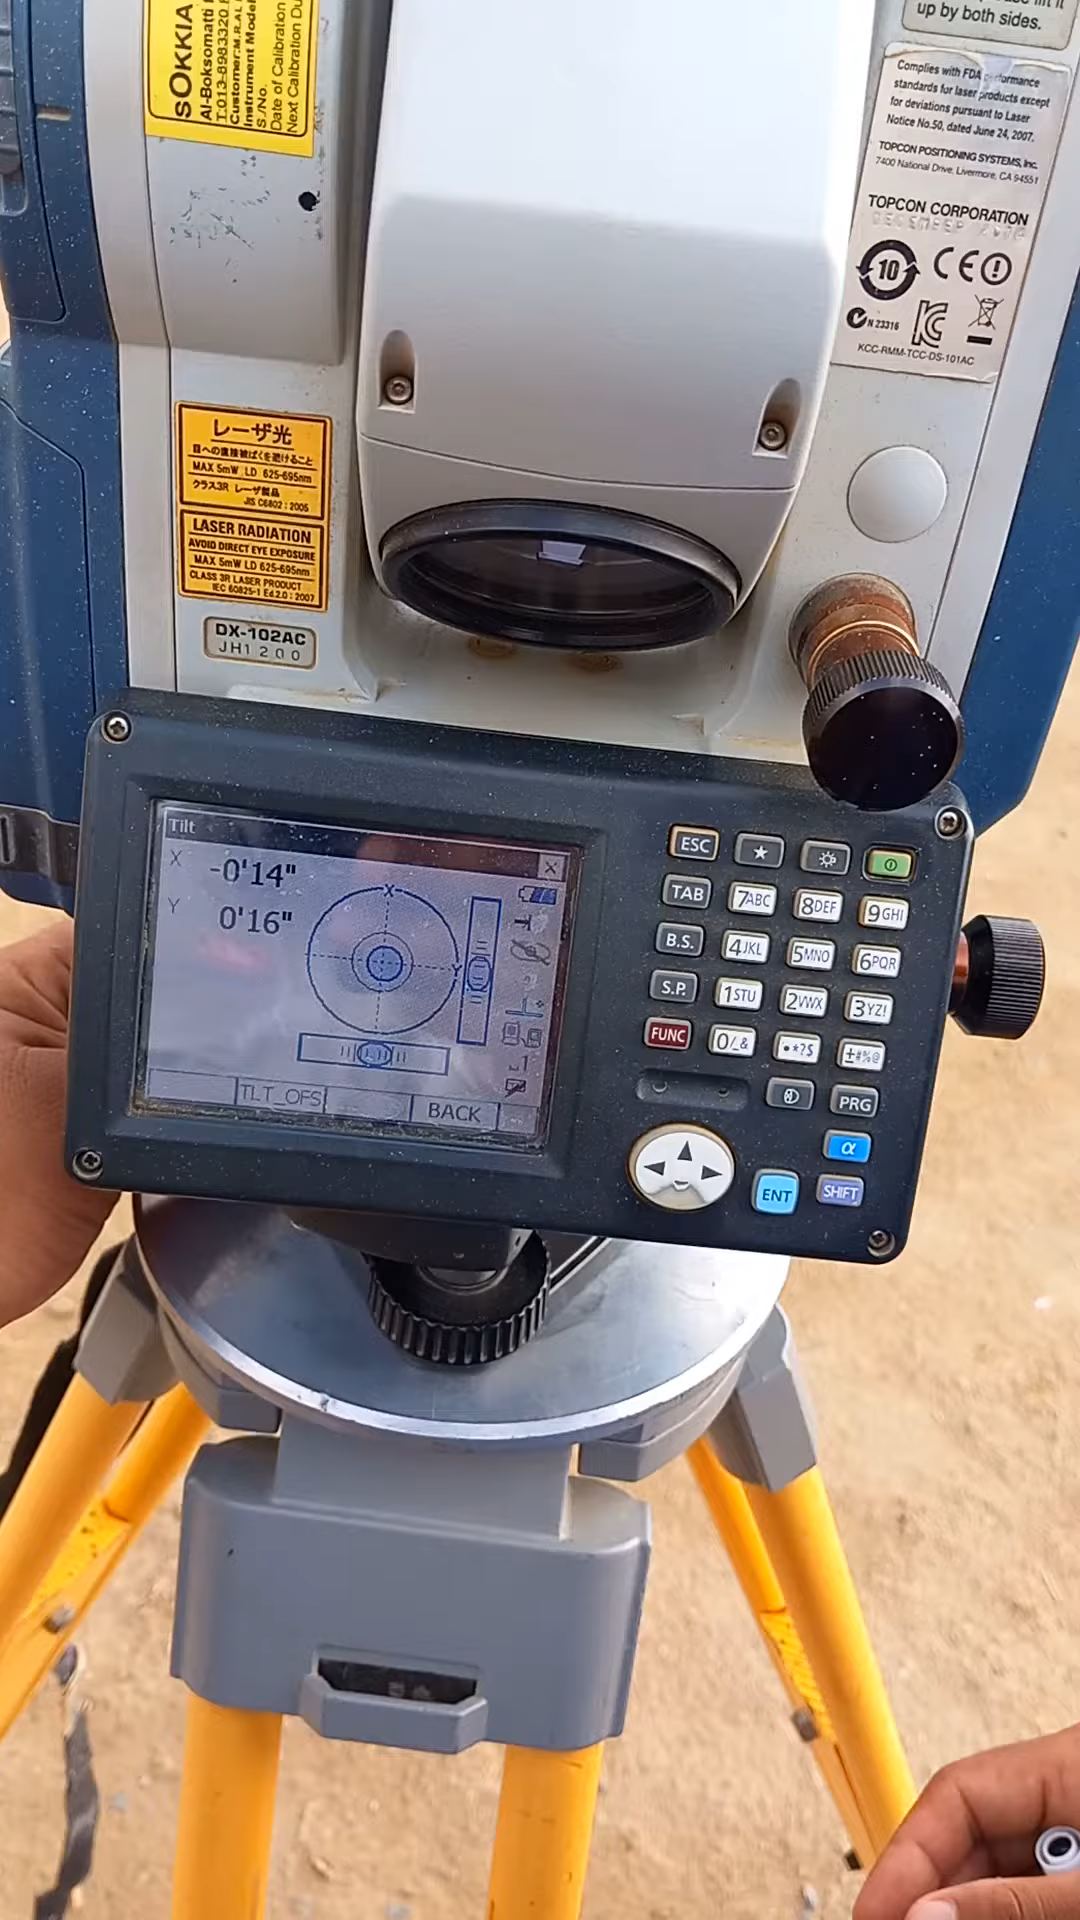 SOKKIA
Al-Boksomatti
T:013-8983320
Customer:M.R.AL
Instrument Model
S./No.
Date of Calibration
Next Calibration Du
lift it
up by both sides.
Complies with FDA performance
standards for laser products except
for deviations pursuant to Laser
Notice No.50, dated June 24, 2007.
TOPCON POSITIONING SYSTEMS, Inc.
7400 National Drive, Livermore, CA 94551
TOPCON CORPORATION
DECEMBER
10
CE
N 23316
KCC-RMM-TCC-DS-101AC
レーザ光
目への直接被ばくを避けること
MAX 5mW LD 625-695nm
クラス3R レーザ製品
JIS C6802 : 2005
LASER RADIATION
AVOID DIRECT EYE EXPOSURE
MAX 5mW LD 625-695nm
CLASS 3R LASER PRODUCT
IEC 60825-1 Ed.2.0 : 2007
DX-102AC
JH1200
Tilt
X -0'14"
Y 0'16"
X
Y
TLT_OFS
BACK
ESC ★
TAB 7ABC 8DEF 9GHI
B.S. 4JKL 5MNO 6PQR
S.P. 1STU 2VWX 3YZ!
FUNC 0/_& •*?$ ±#%@
PRG
α
ENT SHIFT